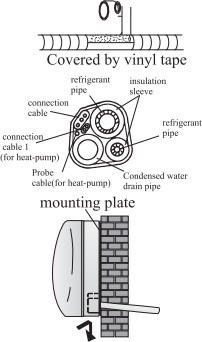 Covered by vinyl tape
refrigerant
pipe
insulation
sleeve
connection
cable
refrigerant
pipe
connection
cable 1
(for heat-pump)
Probe
cable(for heat-pump)
Condensed water
drain pipe
mounting plate